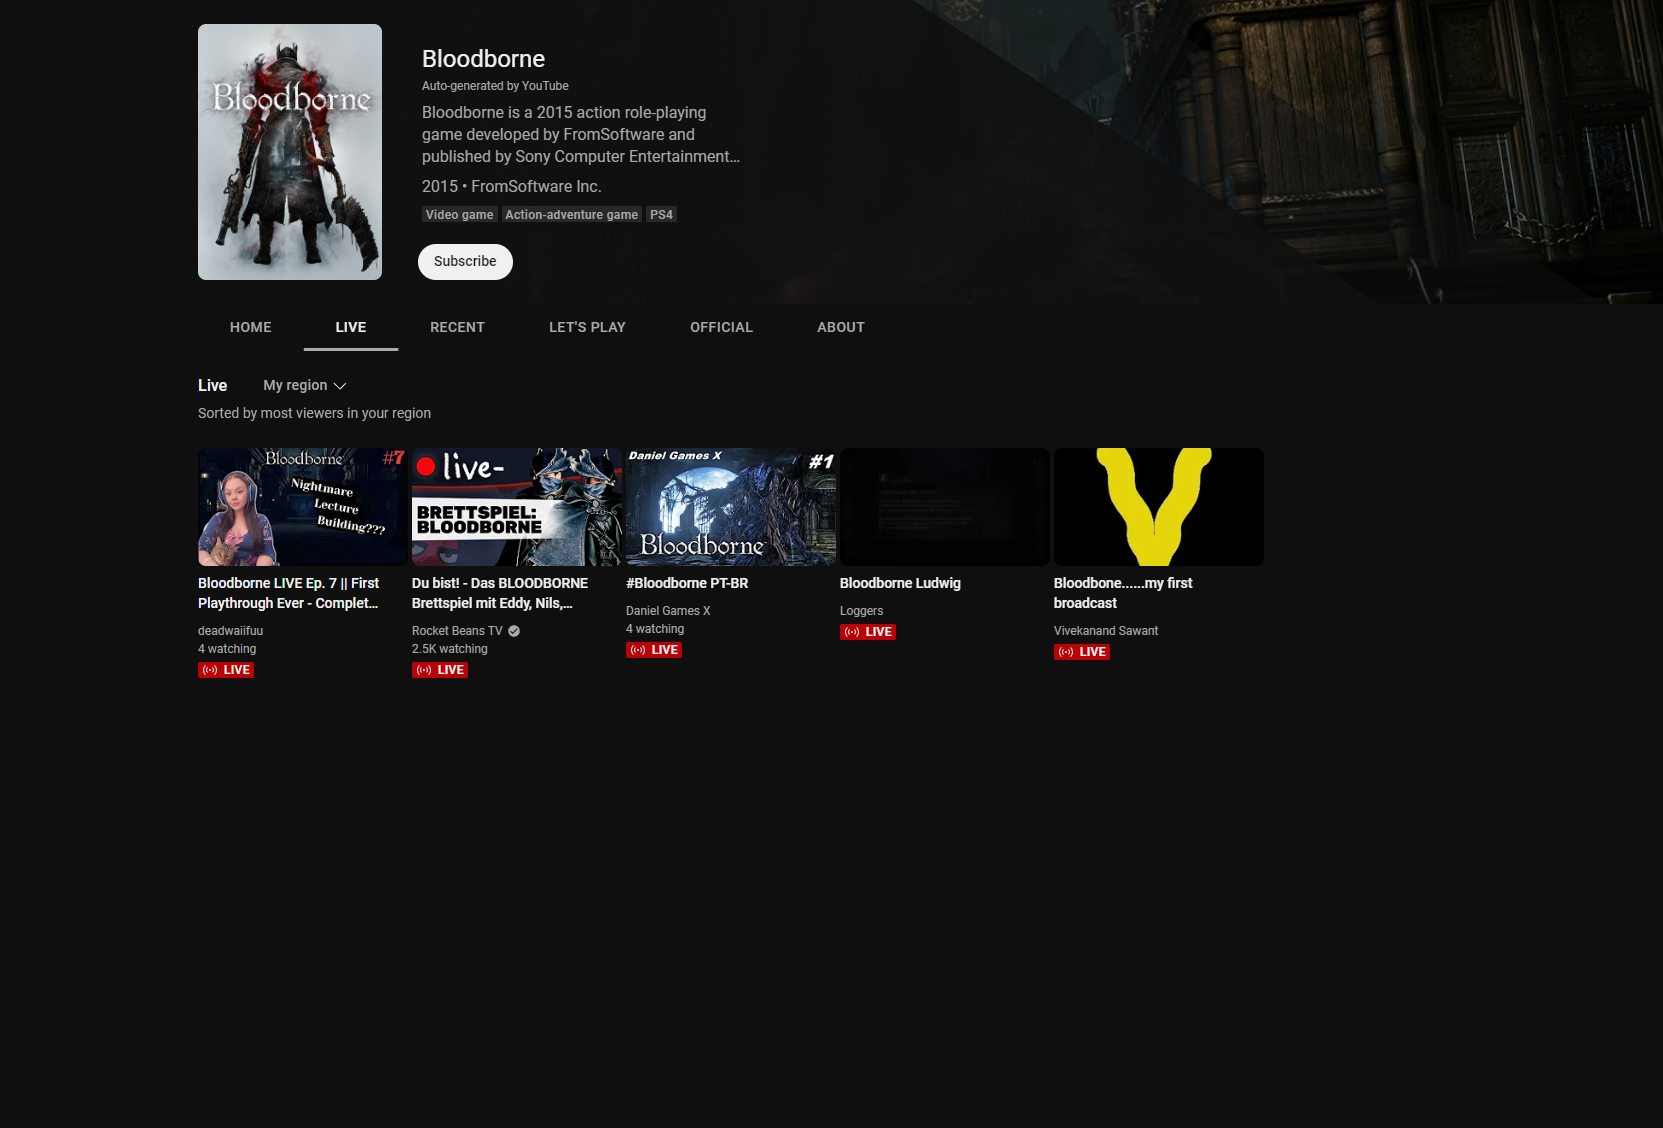 Bloodborne
Bloodborne
Auto-generated by YouTube
Bloodborne is a 2015 action role-playing
game developed by FromSoftware and
published by Sony Computer Entertainment...
2015 • FromSoftware Inc.
Video game Action-adventure game PS4
Subscribe
HOME LIVE RECENT LET'S PLAY OFFICIAL ABOUT
Live My region
Sorted by most viewers in your region
Bloodborne #7
Nightmare
Lecture
Building???
Bloodborne LIVE Ep. 7 || First
Playthrough Ever - Complet...
deadwaiifuu
4 watching
LIVE
live-
BRETTSPIEL:
BLOODBORNE
Du bist! - Das BLOODBORNE
Brettspiel mit Eddy, Nils,...
Rocket Beans TV
2.5K watching
LIVE
Daniel Games X
#1
Bloodborne
#Bloodborne PT-BR
Daniel Games X
4 watching
LIVE
Bloodborne Ludwig
Loggers
LIVE
Bloodbone......my first
broadcast
Vivekanand Sawant
LIVE